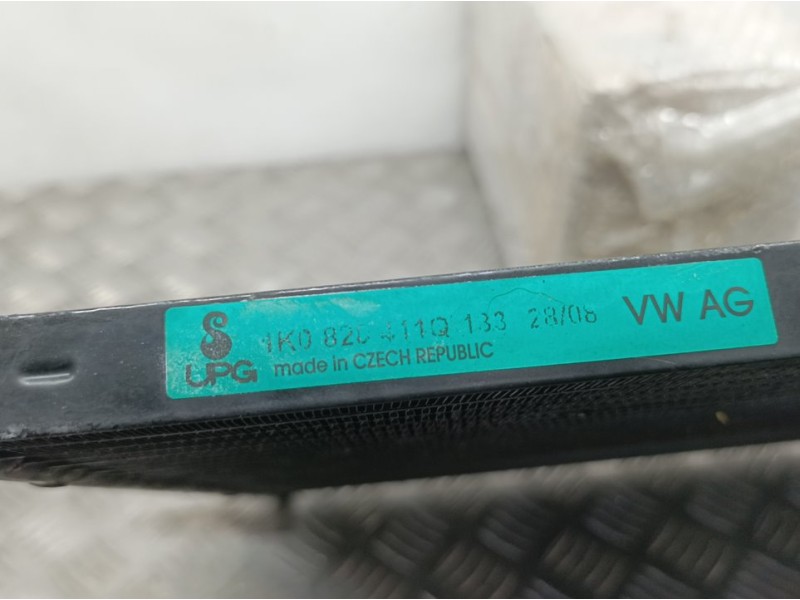 1K0 820 411Q 133 28/08 VW AG
UPG made in CZECH REPUBLIC